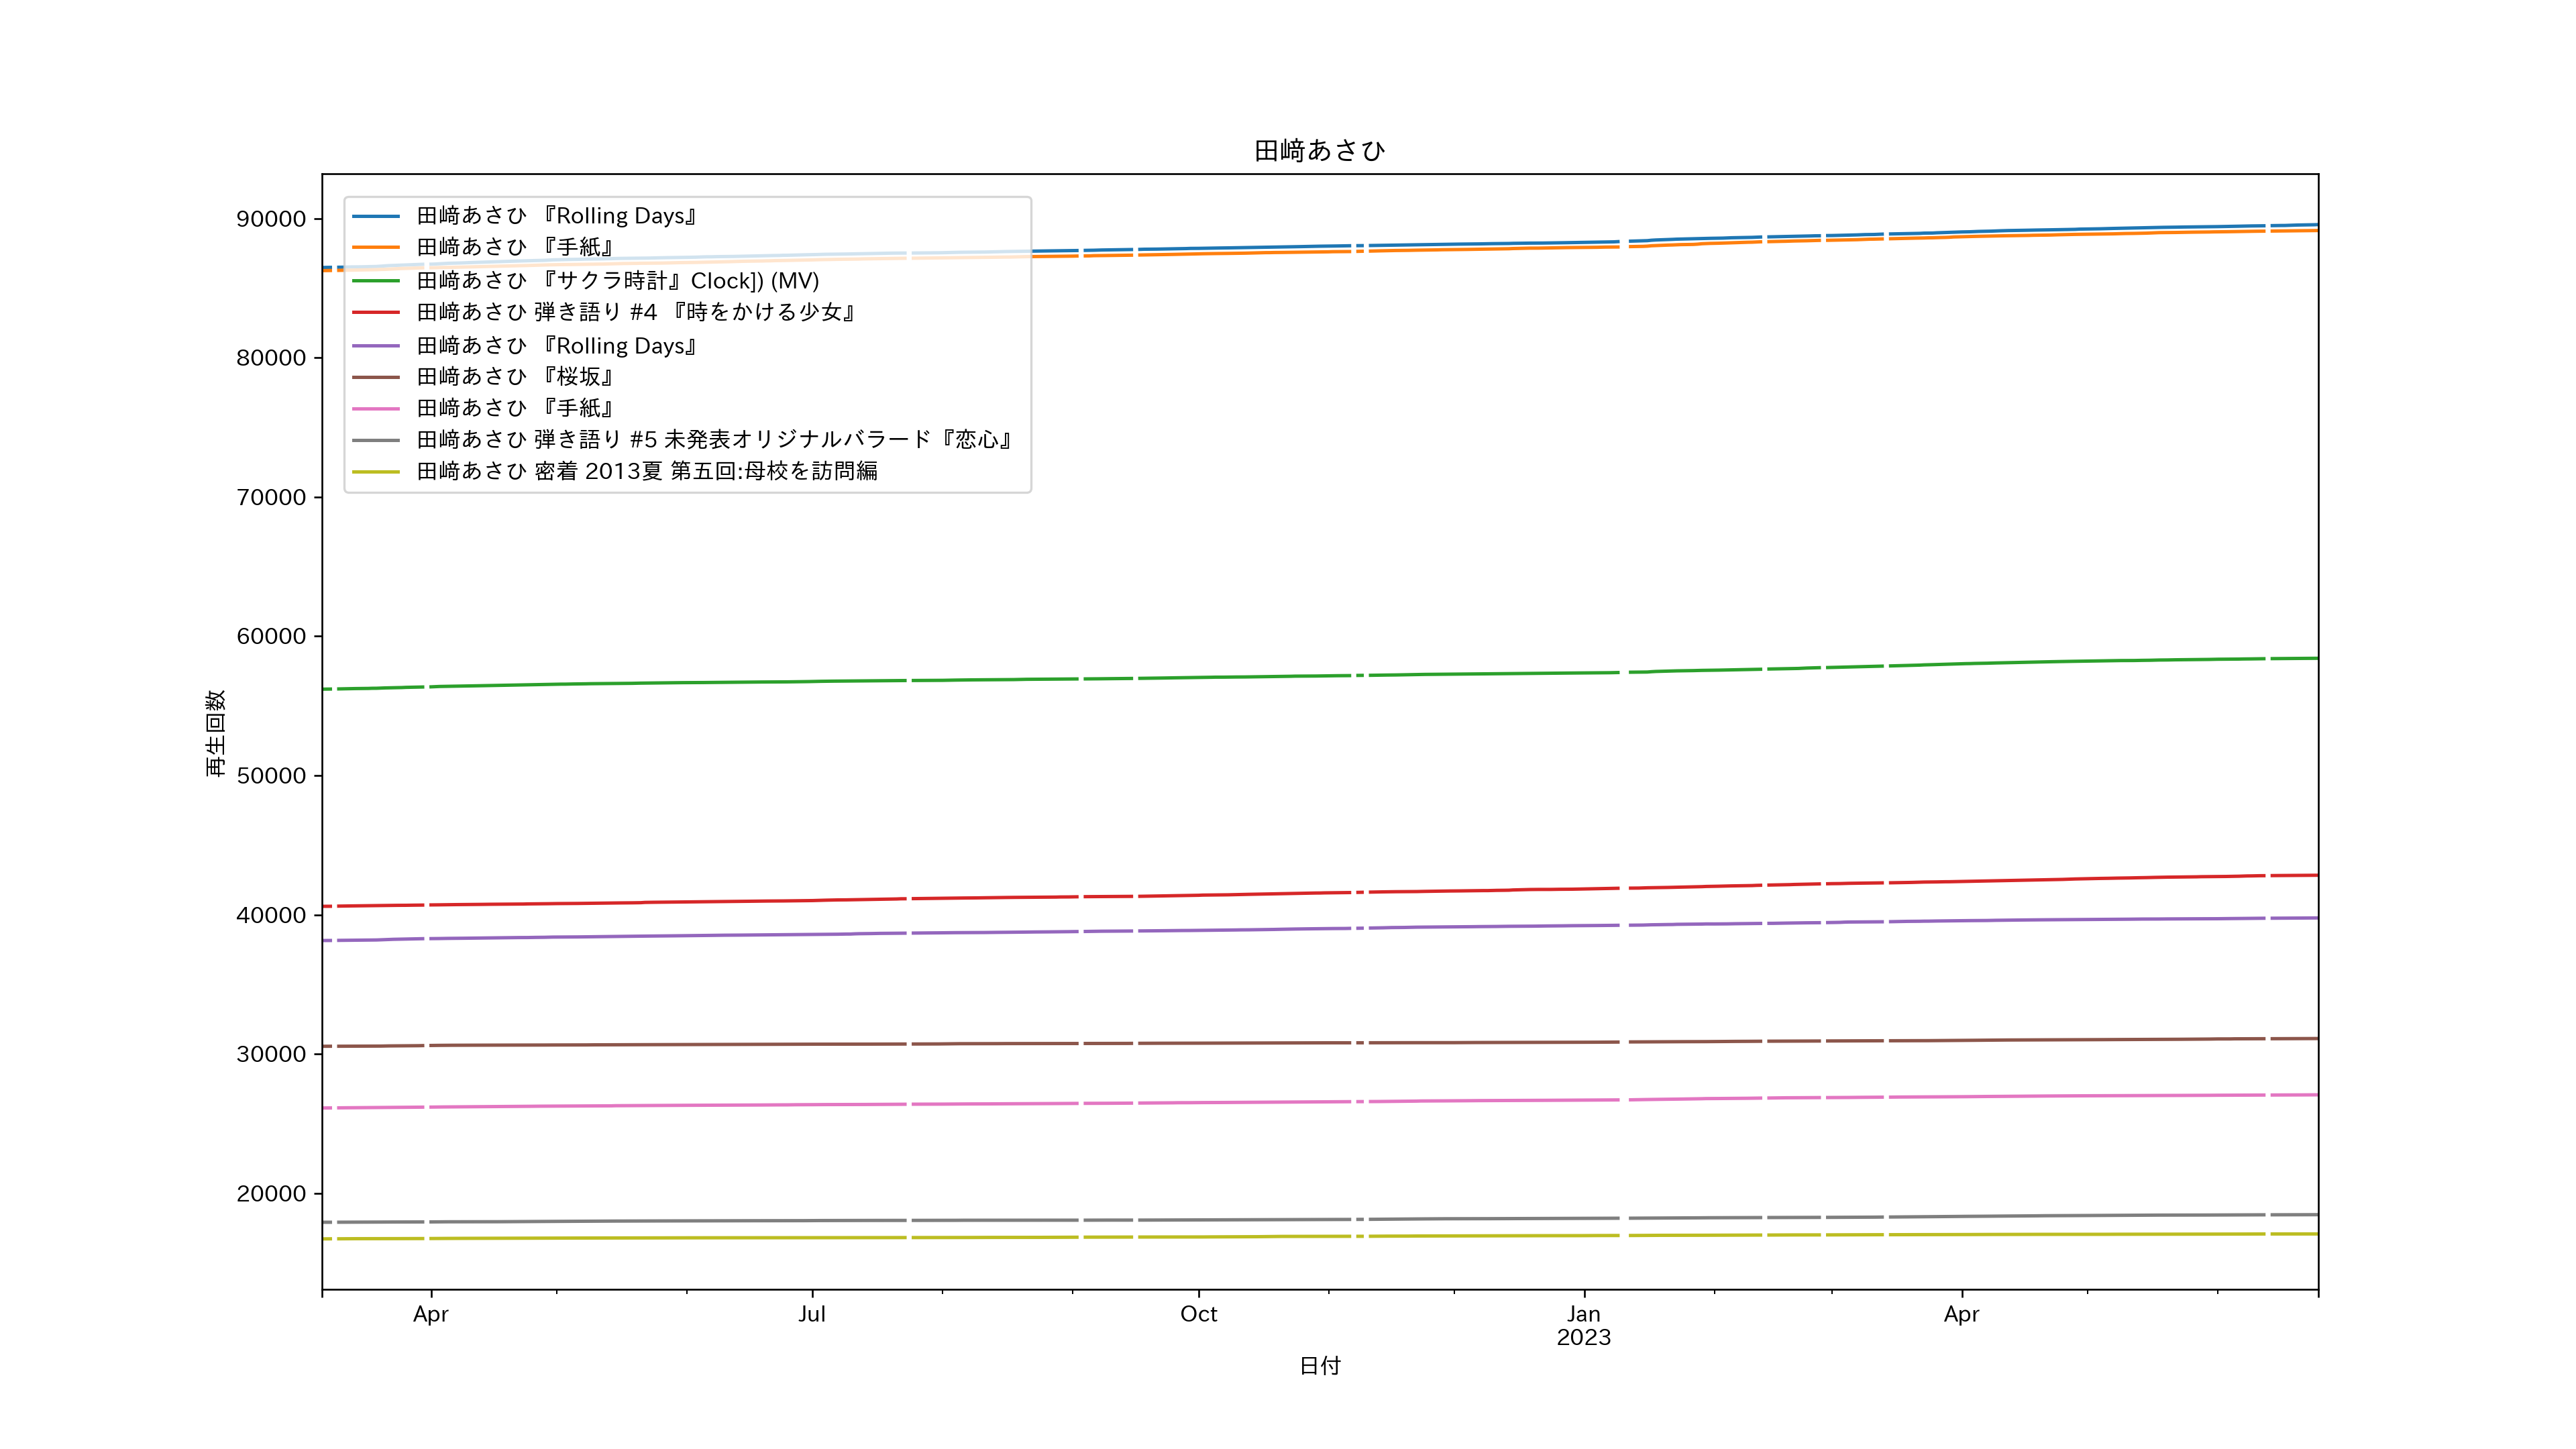 田﨑あさひ
90000
80000
70000
60000
50000
40000
30000
20000
再生回数
田﨑あさひ 『Rolling Days』
田﨑あさひ 『手紙』
田﨑あさひ 『サクラ時計』Clock]) (MV)
田﨑あさひ 弾き語り #4 『時をかける少女』
田﨑あさひ 『Rolling Days』
田﨑あさひ 『桜坂』
田﨑あさひ 『手紙』
田﨑あさひ 弾き語り #5 未発表オリジナルバラード『恋心』
田﨑あさひ 密着 2013夏 第五回:母校を訪問編
Apr Jul Oct Jan Apr
2023
日付